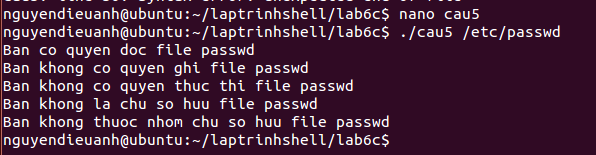 nguyendieuanh@ubuntu:~/laptrinhshell/lab6c$ nano cau5
nguyendieuanh@ubuntu:~/laptrinhshell/lab6c$ ./cau5 /etc/passwd
Ban co quyen doc file passwd
Ban khong co quyen ghi file passwd
Ban khong co quyen thuc thi file passwd
Ban khong la chu so huu file passwd
Ban khong thuoc nhom chu so huu file passwd
nguyendieuanh@ubuntu:~/laptrinhshell/lab6c$